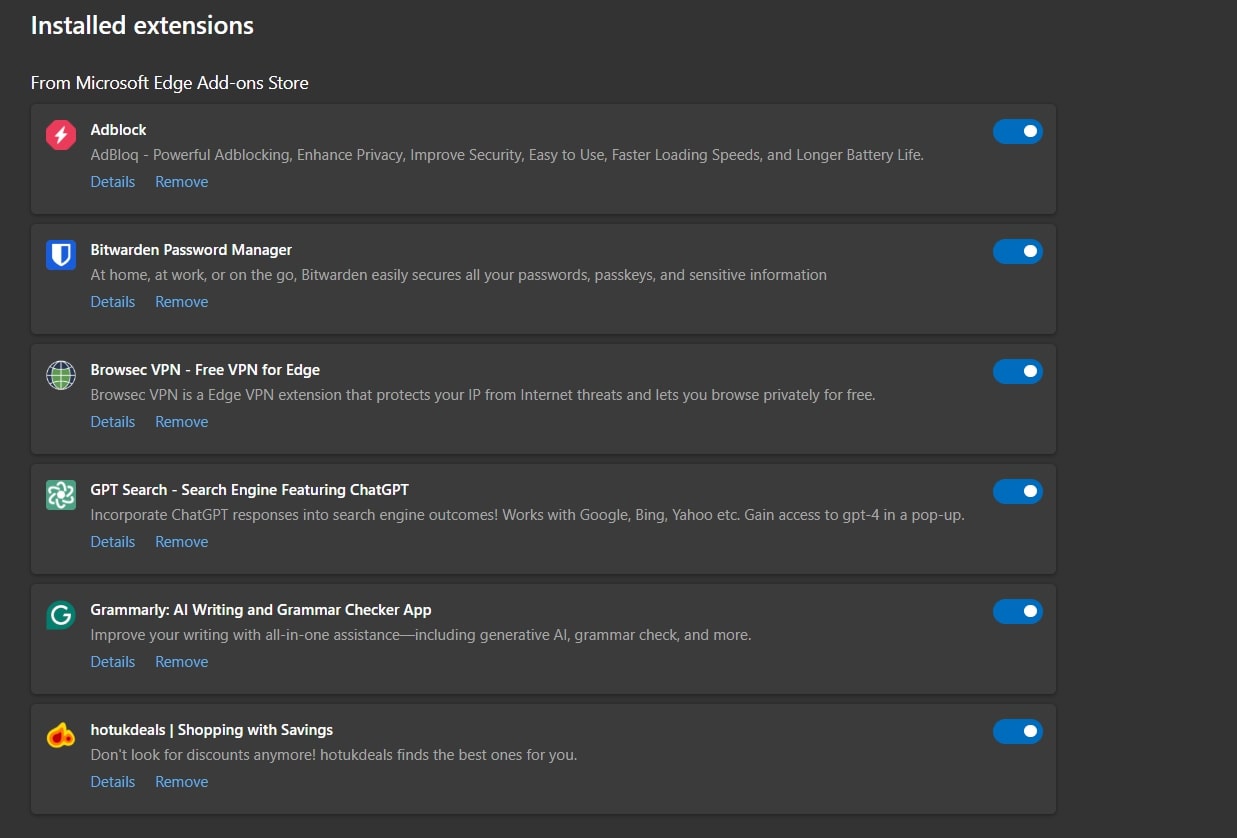 Installed extensions
From Microsoft Edge Add-ons Store
Adblock
AdBloq - Powerful Adblocking, Enhance Privacy, Improve Security, Easy to Use, Faster Loading Speeds, and Longer Battery Life.
Details Remove
Bitwarden Password Manager
At home, at work, or on the go, Bitwarden easily secures all your passwords, passkeys, and sensitive information
Details Remove
Browsec VPN - Free VPN for Edge
Browsec VPN is a Edge VPN extension that protects your IP from Internet threats and lets you browse privately for free.
Details Remove
GPT Search - Search Engine Featuring ChatGPT
Incorporate ChatGPT responses into search engine outcomes! Works with Google, Bing, Yahoo etc. Gain access to gpt-4 in a pop-up.
Details Remove
Grammarly: AI Writing and Grammar Checker App
Improve your writing with all-in-one assistance—including generative AI, grammar check, and more.
Details Remove
hotukdeals | Shopping with Savings
Don't look for discounts anymore! hotukdeals finds the best ones for you.
Details Remove